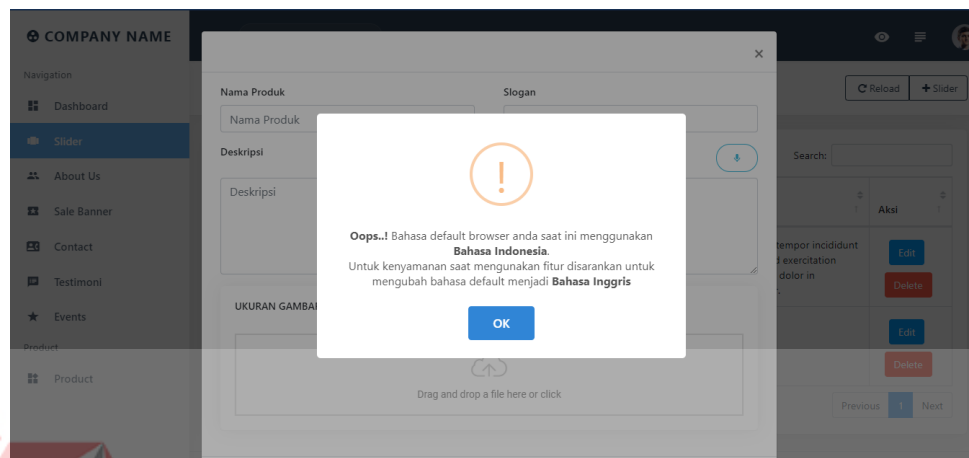 COMPANY NAME
Navigation
Dashboard
Slider
About Us
Sale Banner
Contact
Testimoni
Events
Product
Product
×
Nama Produk
Slogan
Nama Produk
Deskripsi
Deskripsi
UKURAN GAMBAR
Drag and drop a file here or click
Oops..! Bahasa default browser anda saat ini menggunakan
Bahasa Indonesia.
Untuk kenyamanan saat mengunakan fitur disarankan untuk
mengubah bahasa default menjadi Bahasa Inggris
OK
Reload
+ Slider
Search:
Aksi
tempor incididunt
exercitation
dolor in
Edit
Delete
Edit
Delete
Previous
1
Next